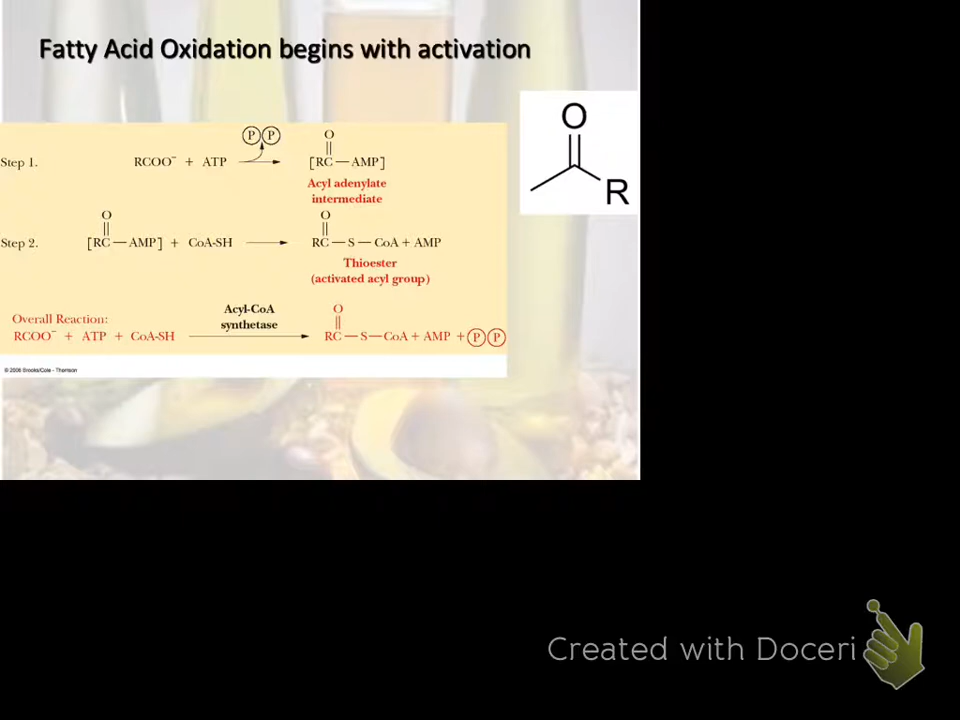 Fatty Acid Oxidation begins with activation
O
R
Step 1. RCOO⁻ + ATP → [RC—AMP]
P P
O
Acyl adenylate
intermediate
O
O
Step 2. [RC—AMP] + CoA-SH → RC—S—CoA + AMP
Thioester
(activated acyl group)
Overall Reaction:
Acyl-CoA
synthetase
O
RCOO⁻ + ATP + CoA-SH → RC—S—CoA + AMP + P P
© 2006 Brooks/Cole - Thomson
Created with Doceri